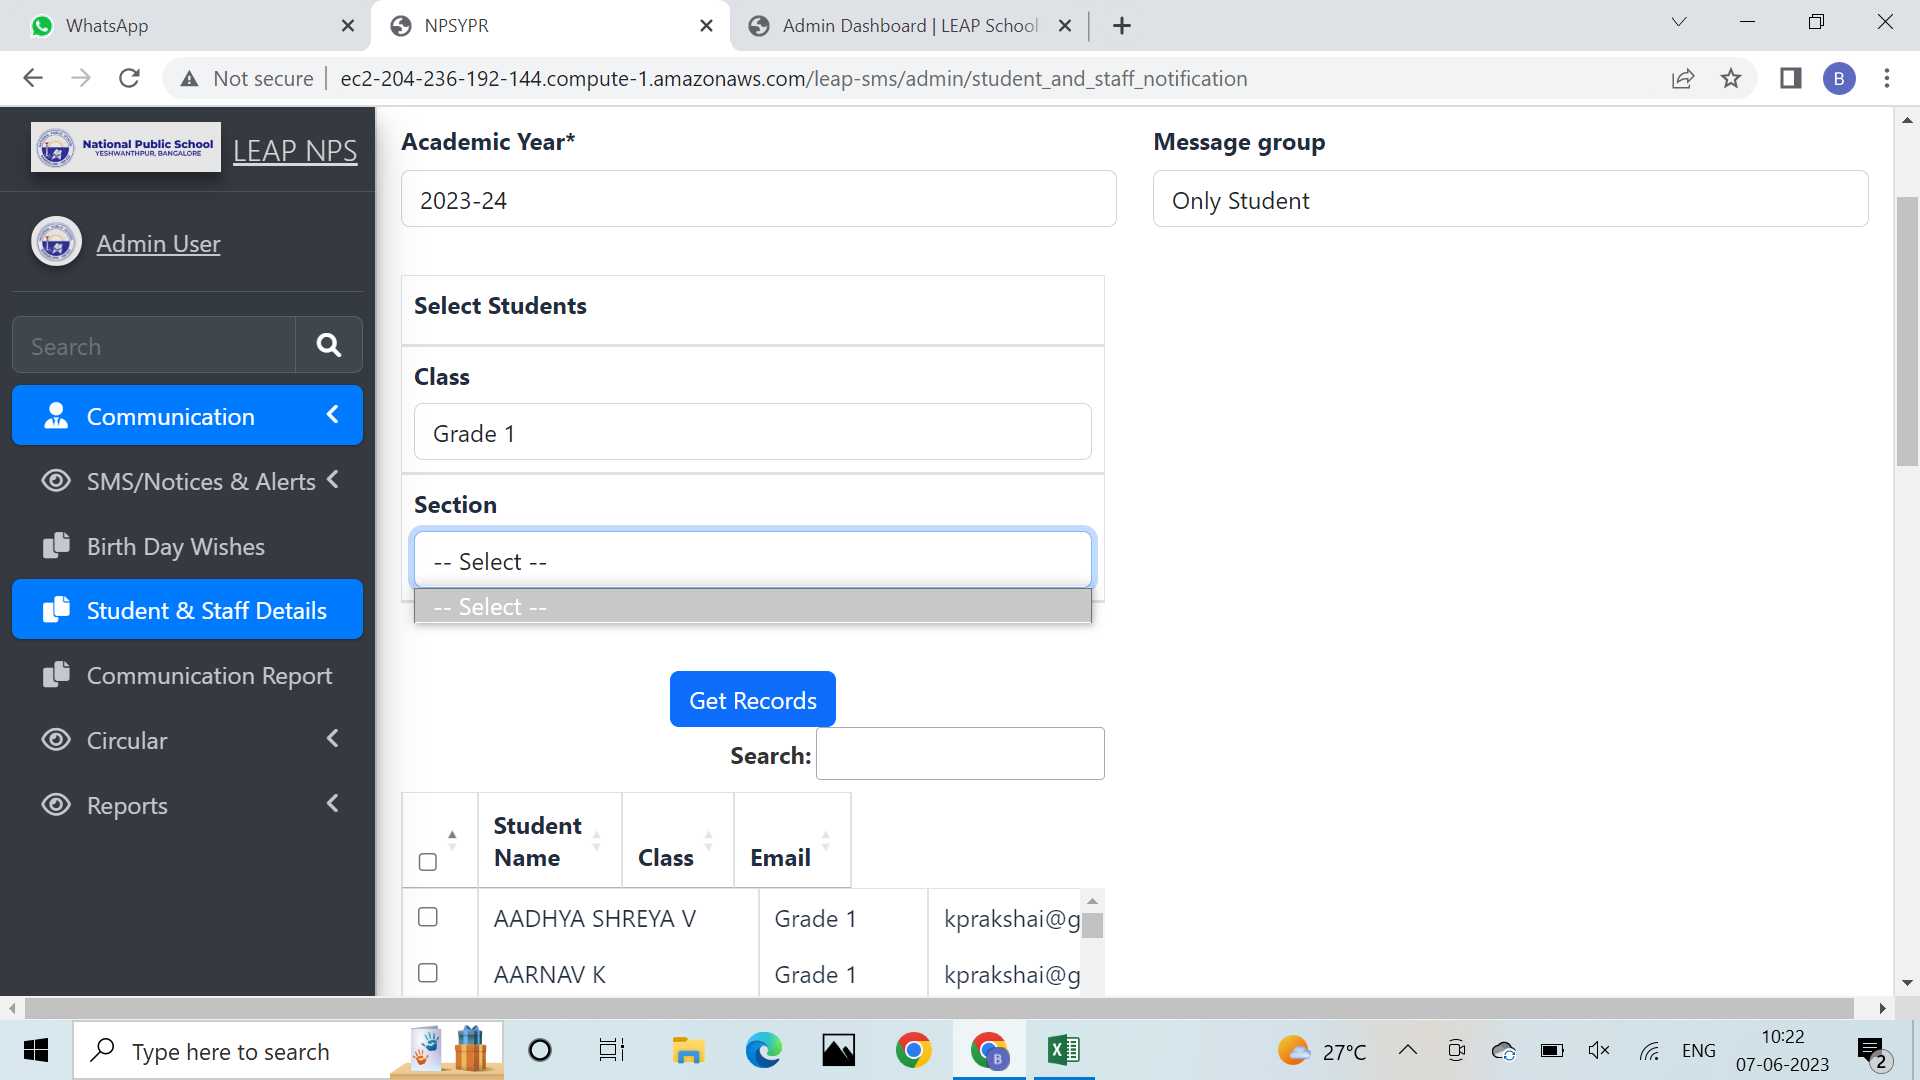 WhatsApp
NPSYPR
Admin Dashboard | LEAP School
Not secure
ec2-204-236-192-144.compute-1.amazonaws.com/leap-sms/admin/student_and_staff_notification
B
National Public School
YESHWANTHPUR, BANGALORE
LEAP NPS
Admin User
Search
Communication
SMS/Notices & Alerts
Birth Day Wishes
Student & Staff Details
Communication Report
Circular
Reports
Academic Year*
2023-24
Message group
Only Student
Select Students
Class
Grade 1
Section
-- Select --
-- Select --
Get Records
Search:
Student Name
Class
Email
AADHYA SHREYA V
Grade 1
kprakshai@g
AARNAV K
Grade 1
kprakshai@g
Type here to search
B
27°C
ENG
10:22
07-06-2023
2